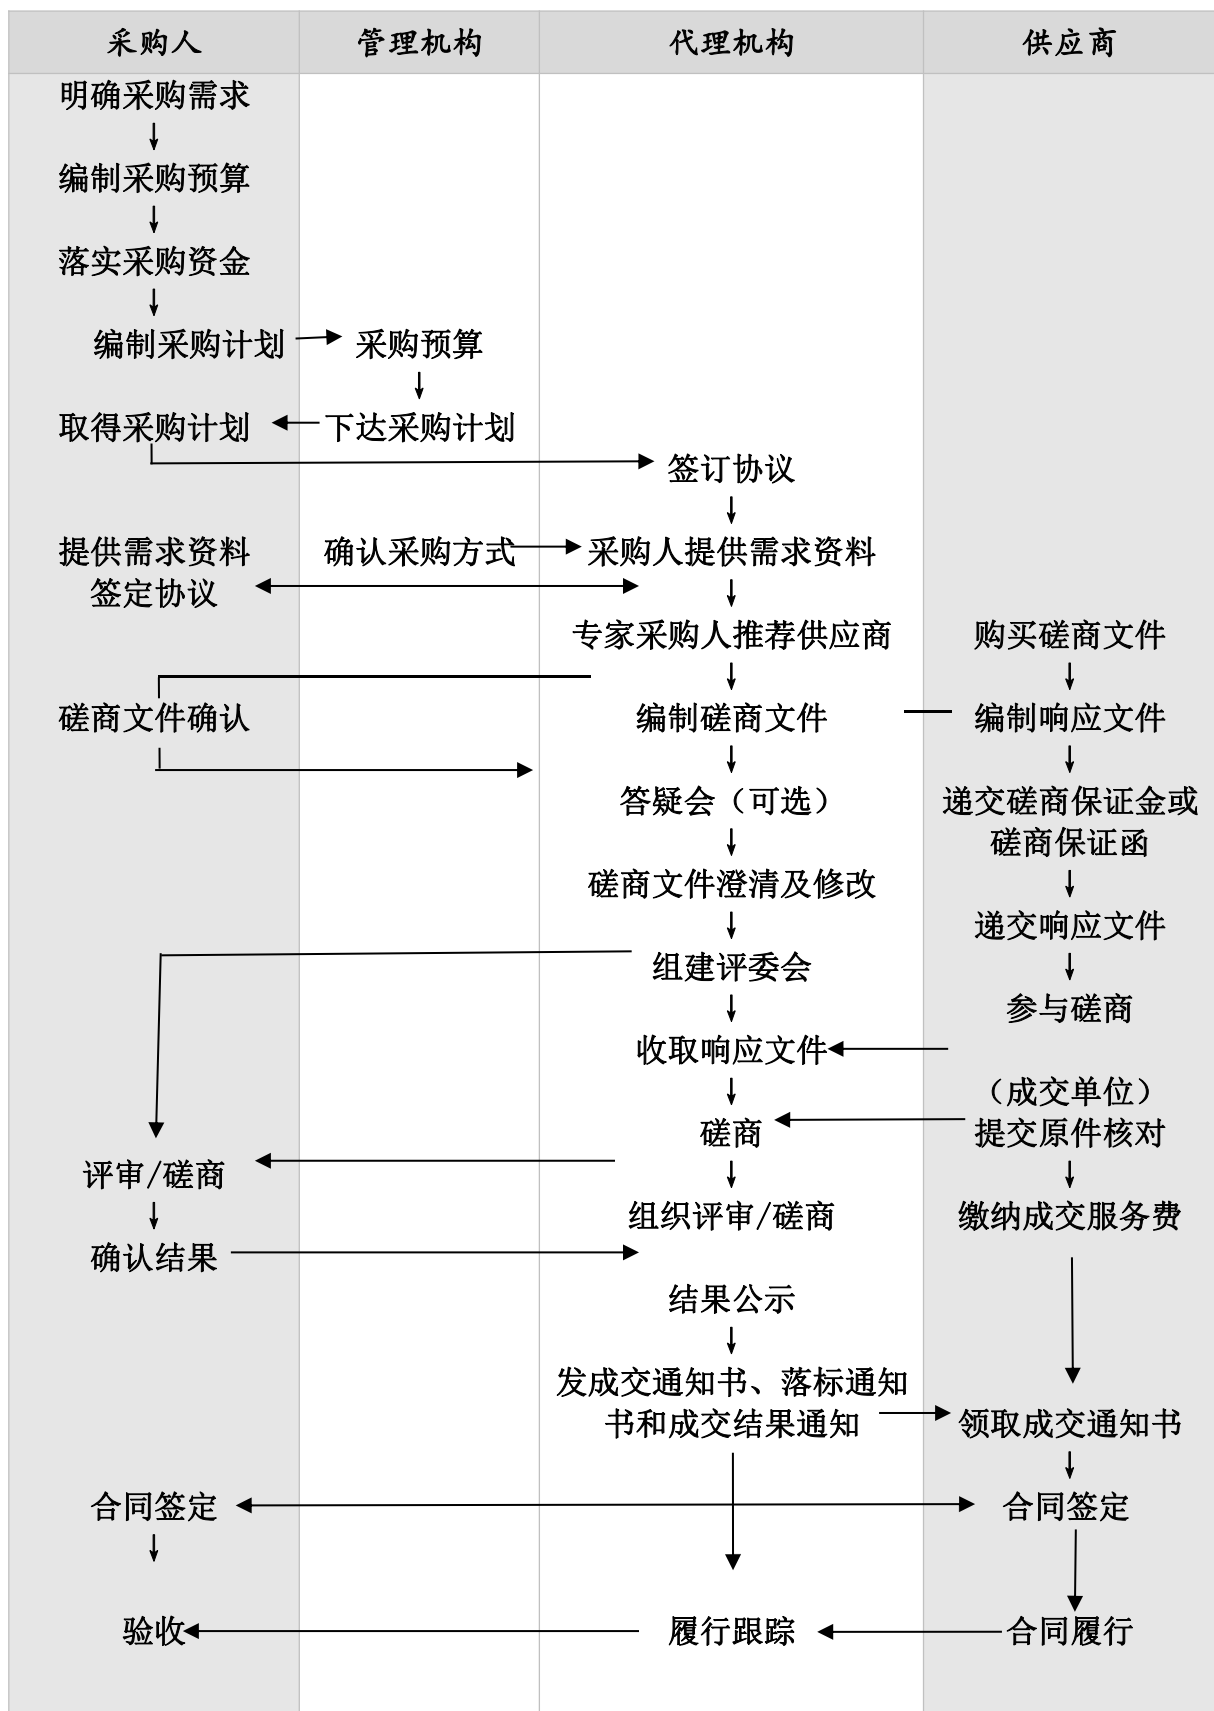 采购人
管理机构
代理机构
供应商
明确采购需求
编制采购预算
落实采购资金
编制采购计划
采购预算
取得采购计划
下达采购计划
签订协议
提供需求资料
签定协议
确认采购方式
采购人提供需求资料
专家采购人推荐供应商
购买磋商文件
磋商文件确认
编制磋商文件
编制响应文件
答疑会（可选）
递交磋商保证金或
磋商保证函
磋商文件澄清及修改
递交响应文件
组建评委会
参与磋商
收取响应文件
（成交单位）
提交原件核对
磋商
评审/磋商
组织评审/磋商
缴纳成交服务费
确认结果
结果公示
发成交通知书、落标通知
书和成交结果通知
领取成交通知书
合同签定
合同签定
验收
履行跟踪
合同履行